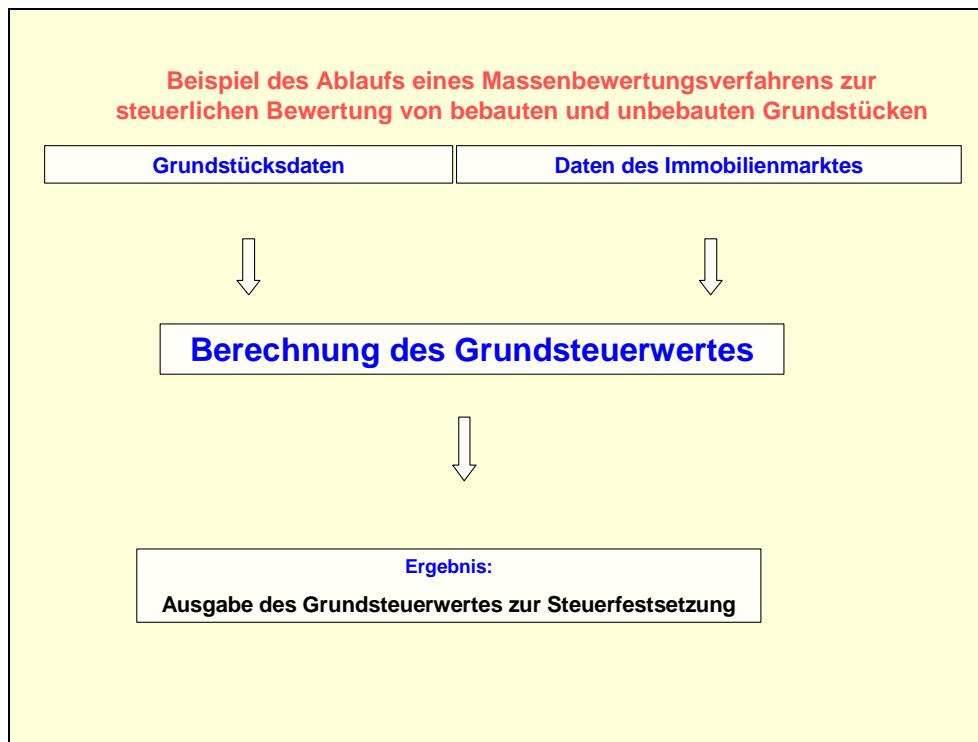 Beispiel des Ablaufs eines Massenbewertungsverfahrens zur
steuerlichen Bewertung von bebauten und unbebauten Grundstücken
Grundstücksdaten
Daten des Immobilienmarktes
Berechnung des Grundsteuerwertes
Ergebnis:
Ausgabe des Grundsteuerwertes zur Steuerfestsetzung